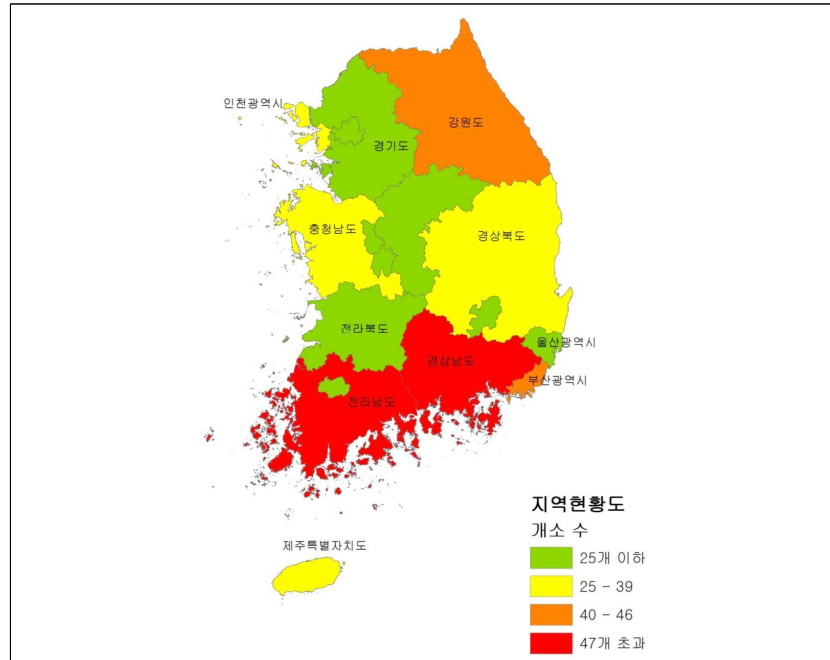 인천광역시
강원도
경기도
충청남도
경상북도
전라북도
울산광역시
경상남도
부산광역시
전라남도
제주특별자치도
지역현황도
개소 수
25개 이하
25 - 39
40 - 46
47개 초과